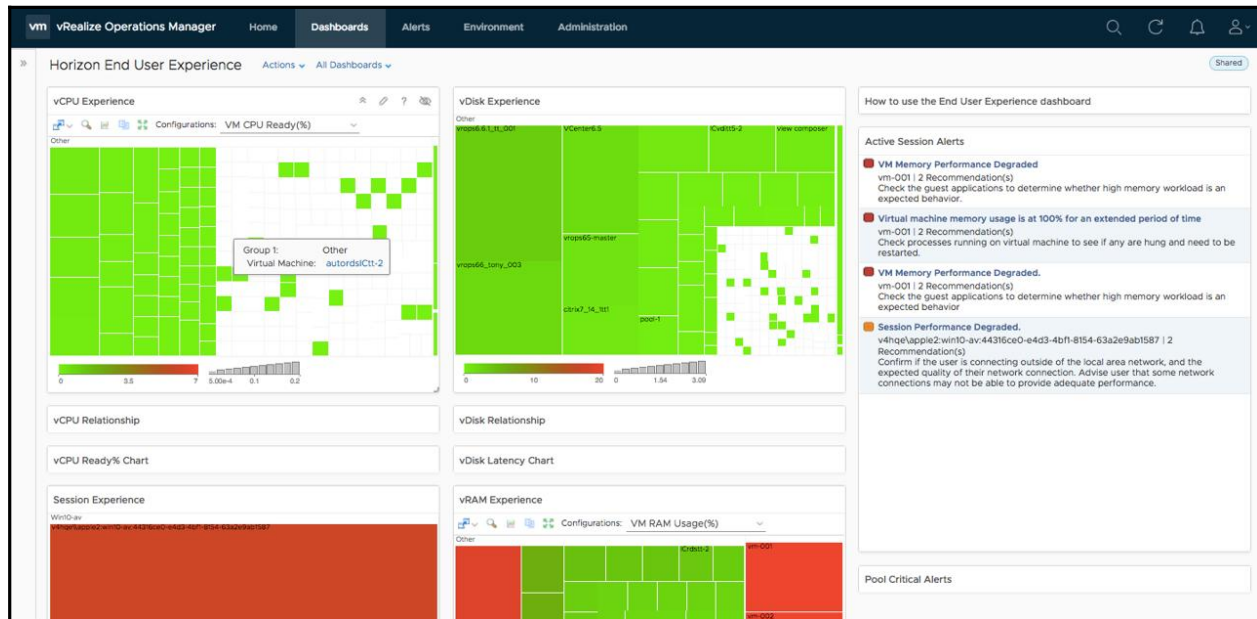 vm vRealize Operations Manager Home Dashboards Alerts Environment Administration
Horizon End User Experience Actions All Dashboards Shared
vCPU Experience ?
Configurations: VM CPU Ready(%)
Other
Group 1: Other
Virtual Machine: autordslCtt-2
0 3.5 7 5.00e-4 0.1 0.2
vDisk Experience
Other
vrops6.6.1_tt_001 VCenter6.5 ICvditt5-2 View composer
vrops65-master
vrops66_tony_003
citrix7_14_1tt1 pool-1
0 10 20 0 1.54 3.09
How to use the End User Experience dashboard
Active Session Alerts
VM Memory Performance Degraded
vm-001 | 2 Recommendation(s)
Check the guest applications to determine whether high memory workload is an
expected behavior.
Virtual machine memory usage is at 100% for an extended period of time
vm-001 | 2 Recommendation(s)
Check processes running on virtual machine to see if any are hung and need to be
restarted.
VM Memory Performance Degraded.
vm-001 | 2 Recommendation(s)
Check the guest applications to determine whether high memory workload is an
expected behavior
Session Performance Degraded.
v4hqe\apple2:win10-av:44316ce0-e4d3-4bf1-8154-63a2e9ab1587 | 2
Recommendation(s)
Confirm if the user is connecting outside of the local area network, and the
expected quality of their network connection. Advise user that some network
connections may not be able to provide adequate performance.
vCPU Relationship
vDisk Relationship
vCPU Ready% Chart
vDisk Latency Chart
Session Experience
Win10-av
v4hqe\apple2:win10-av:44316ce0-e4d3-4bf1-8154-63a2e9ab1587
vRAM Experience
Configurations: VM RAM Usage(%)
Other
ICrdstt-2 vm-001
vm-002
Pool Critical Alerts